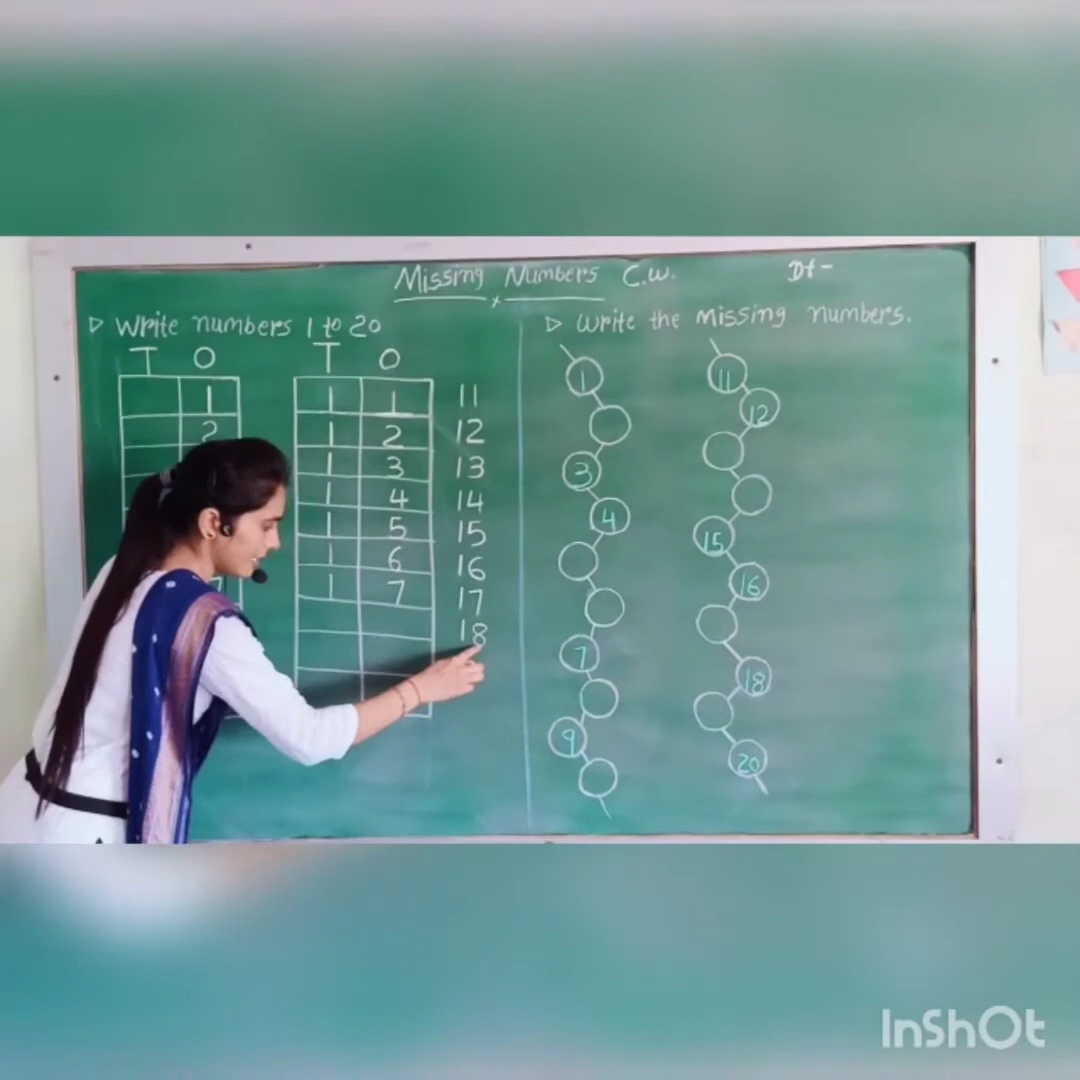 Missing Numbers C.W.
Dt -
▷ Write numbers 1 to 20
T O
1
2
7
T O
1 1 11
1 2 12
1 3 13
1 4 14
1 5 15
1 6 16
1 7 17
18
▷ Write the missing numbers.
1
3
4
7
9
11
12
15
16
18
20
InShOt